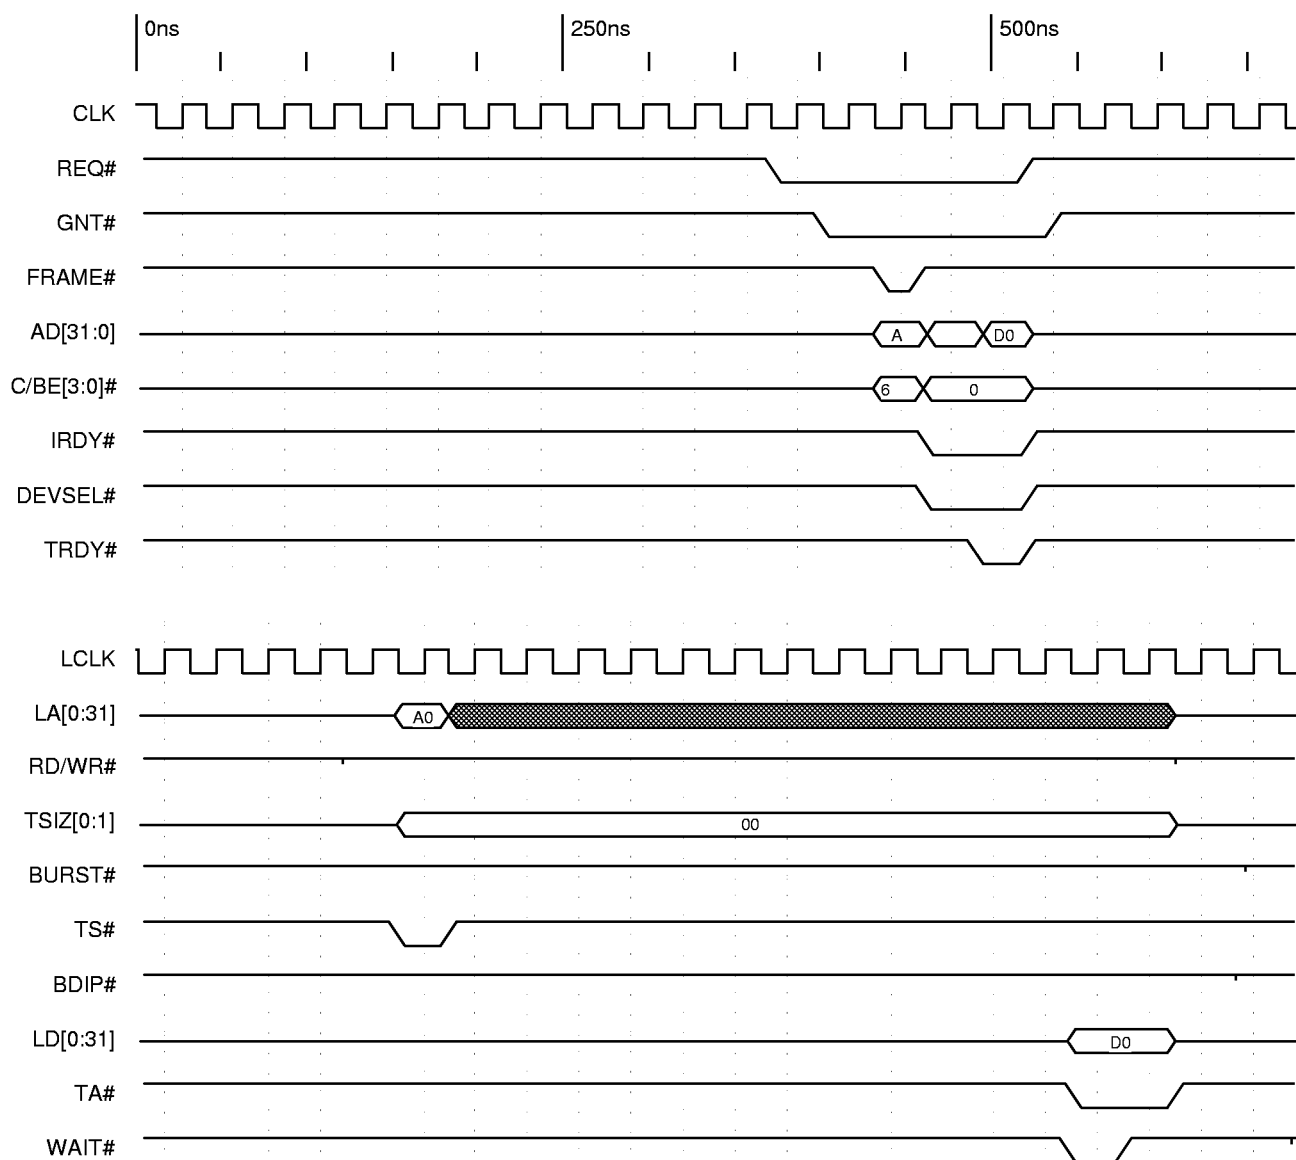 0ns 250ns 500ns
CLK
REQ#
GNT#
FRAME#
AD[31:0] A D0
C/BE[3:0]# 6 0
IRDY#
DEVSEL#
TRDY#
LCLK
LA[0:31] A0
RD/WR#
TSIZ[0:1] 00
BURST#
TS#
BDIP#
LD[0:31] D0
TA#
WAIT#